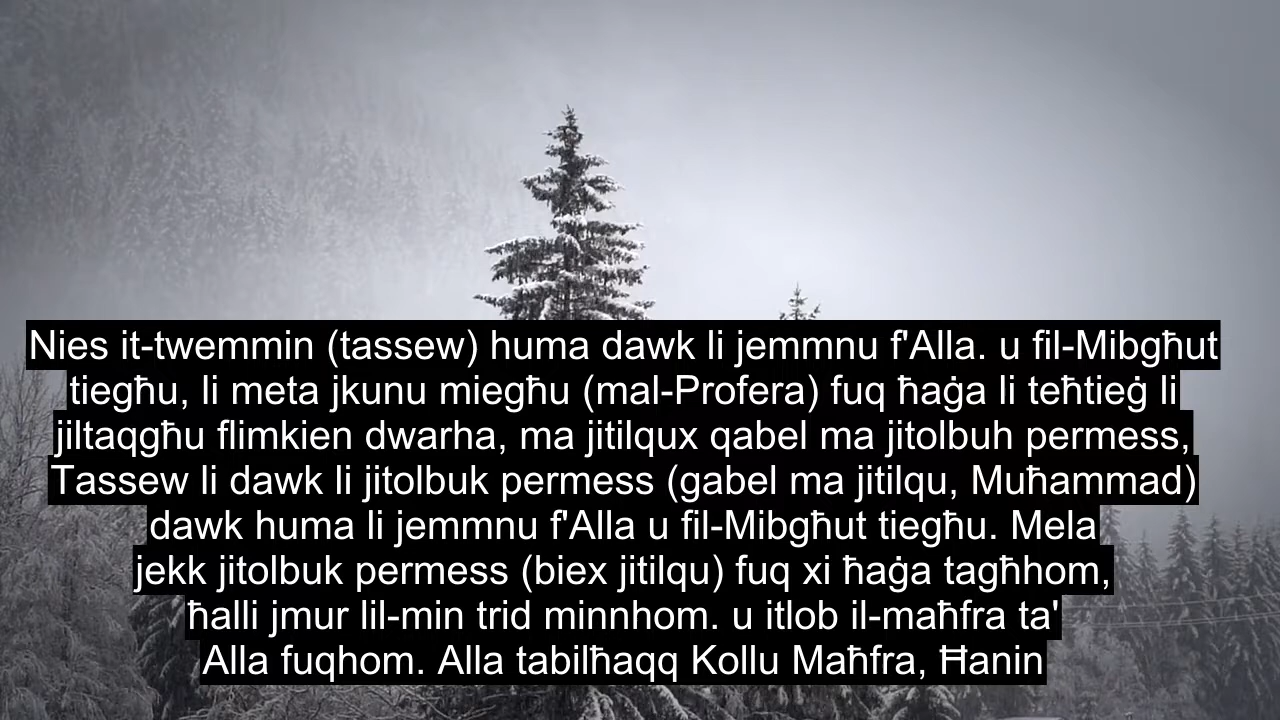 Nies it-twemmin (tassew) huma dawk li jemmnu f'Alla. u fil-Mibgħut
tiegħu, li meta jkunu miegħu (mal-Profera) fuq ħaġa li teħtieġ li
jiltaqgħu flimkien dwarha, ma jitilqux qabel ma jitolbuh permess,
Tassew li dawk li jitolbuk permess (gabel ma jitilqu, Muħammad)
dawk huma li jemmnu f'Alla u fil-Mibgħut tiegħu. Mela
jekk jitolbuk permess (biex jitilqu) fuq xi ħaġa tagħhom,
ħalli jmur lil-min trid minnhom. u itlob il-maħfra ta'
Alla fuqhom. Alla tabilħaqq Kollu Maħfra, Ħanin